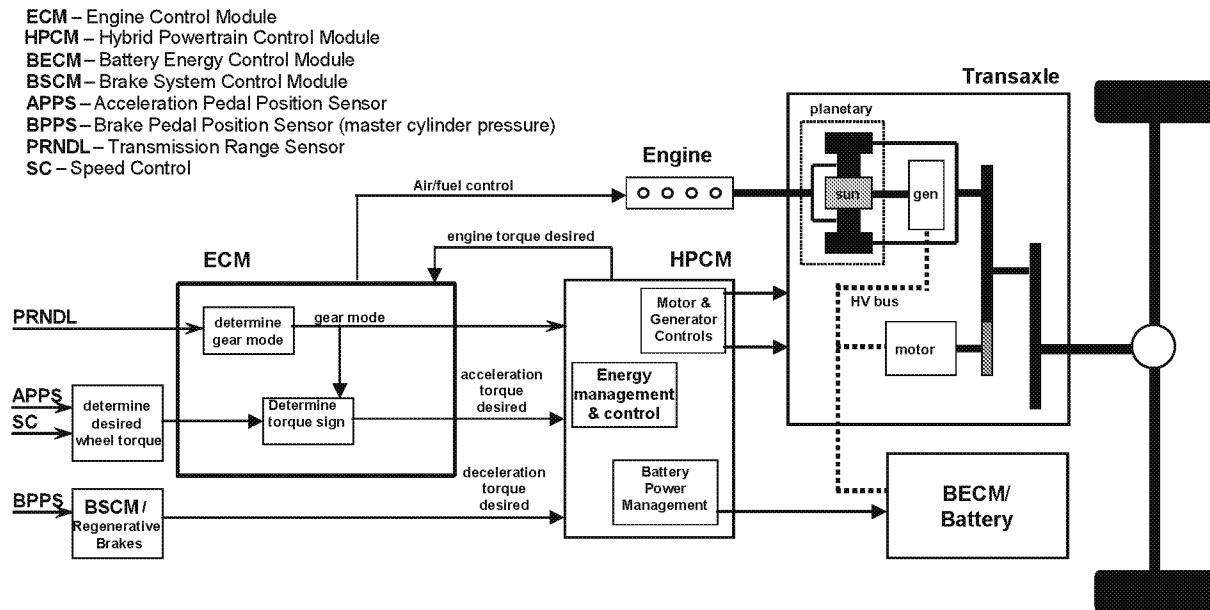 ECM – Engine Control Module
HPCM – Hybrid Powertrain Control Module
BECM – Battery Energy Control Module
BSCM – Brake System Control Module
APPS – Acceleration Pedal Position Sensor
BPPS – Brake Pedal Position Sensor (master cylinder pressure)
PRNDL – Transmission Range Sensor
SC – Speed Control
Transaxle
planetary
Engine
Air/fuel control
sun
gen
engine torque desired
ECM
HPCM
HV bus
PRNDL
determine
gear mode
gear mode
Motor &
Generator
Controls
motor
APPS
SC
determine
desired
wheel torque
Determine
torque sign
acceleration
torque
desired
Energy
management
& control
BPPS
BSCM /
Regenerative
Brakes
deceleration
torque
desired
Battery
Power
Management
BECM/
Battery